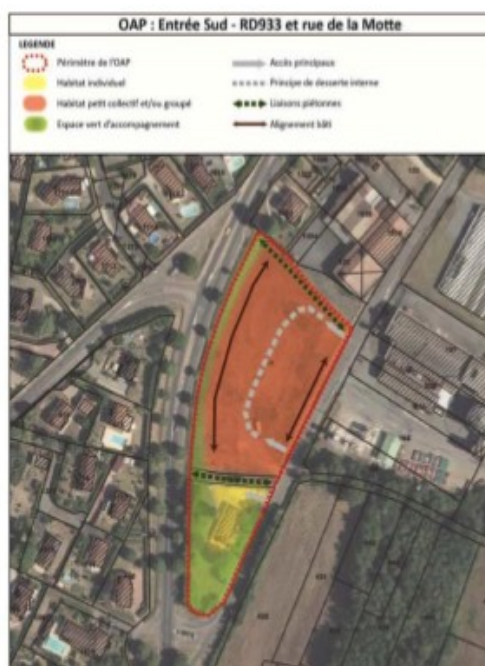 OAP : Entrée Sud - RD933 et rue de la Motte
LEGENDE
Périmètre de l'OAP
Accès principaux
Habitat individuel
Principe de desserte interne
Habitat petit collectif et/ou groupé
Liaisons piétonnes
Espace vert d'accompagnement
Alignement bâti